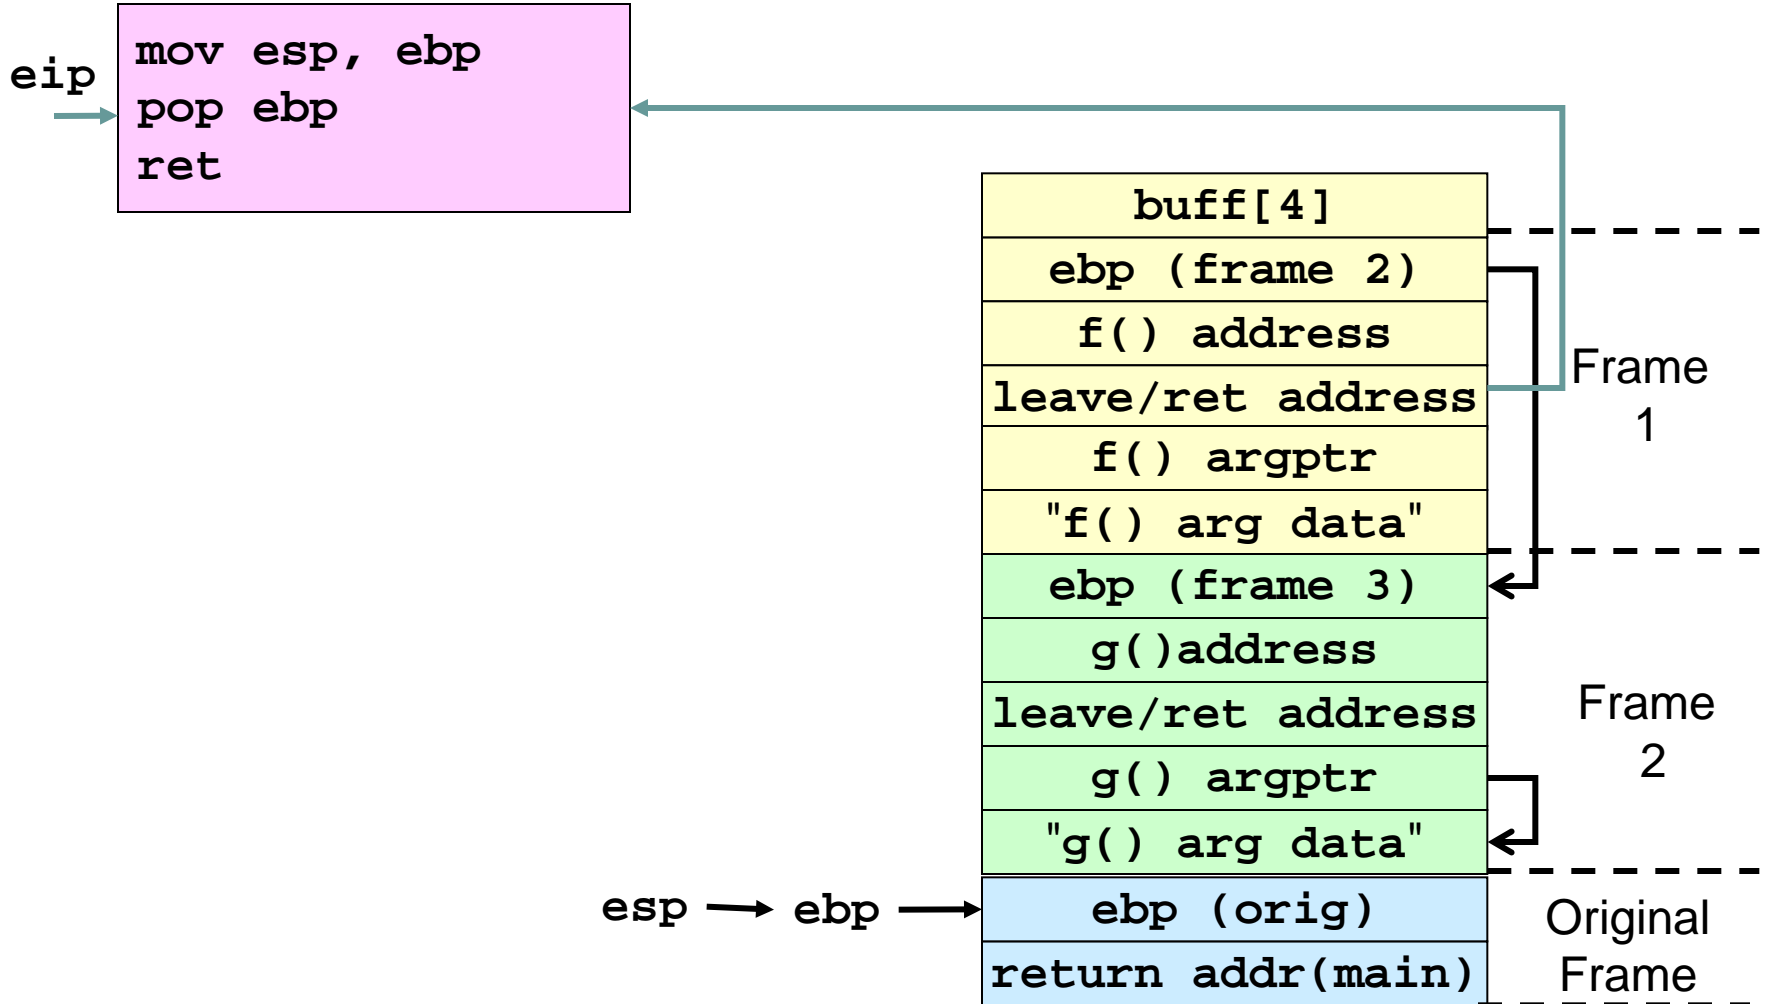 eip
mov esp, ebp
pop ebp
ret
buff[4]
ebp (frame 2)
f() address
leave/ret address
f() argptr
"f() arg data"
Frame
1
ebp (frame 3)
g()address
leave/ret address
g() argptr
"g() arg data"
Frame
2
esp ebp
ebp (orig)
return addr(main)
Original
Frame